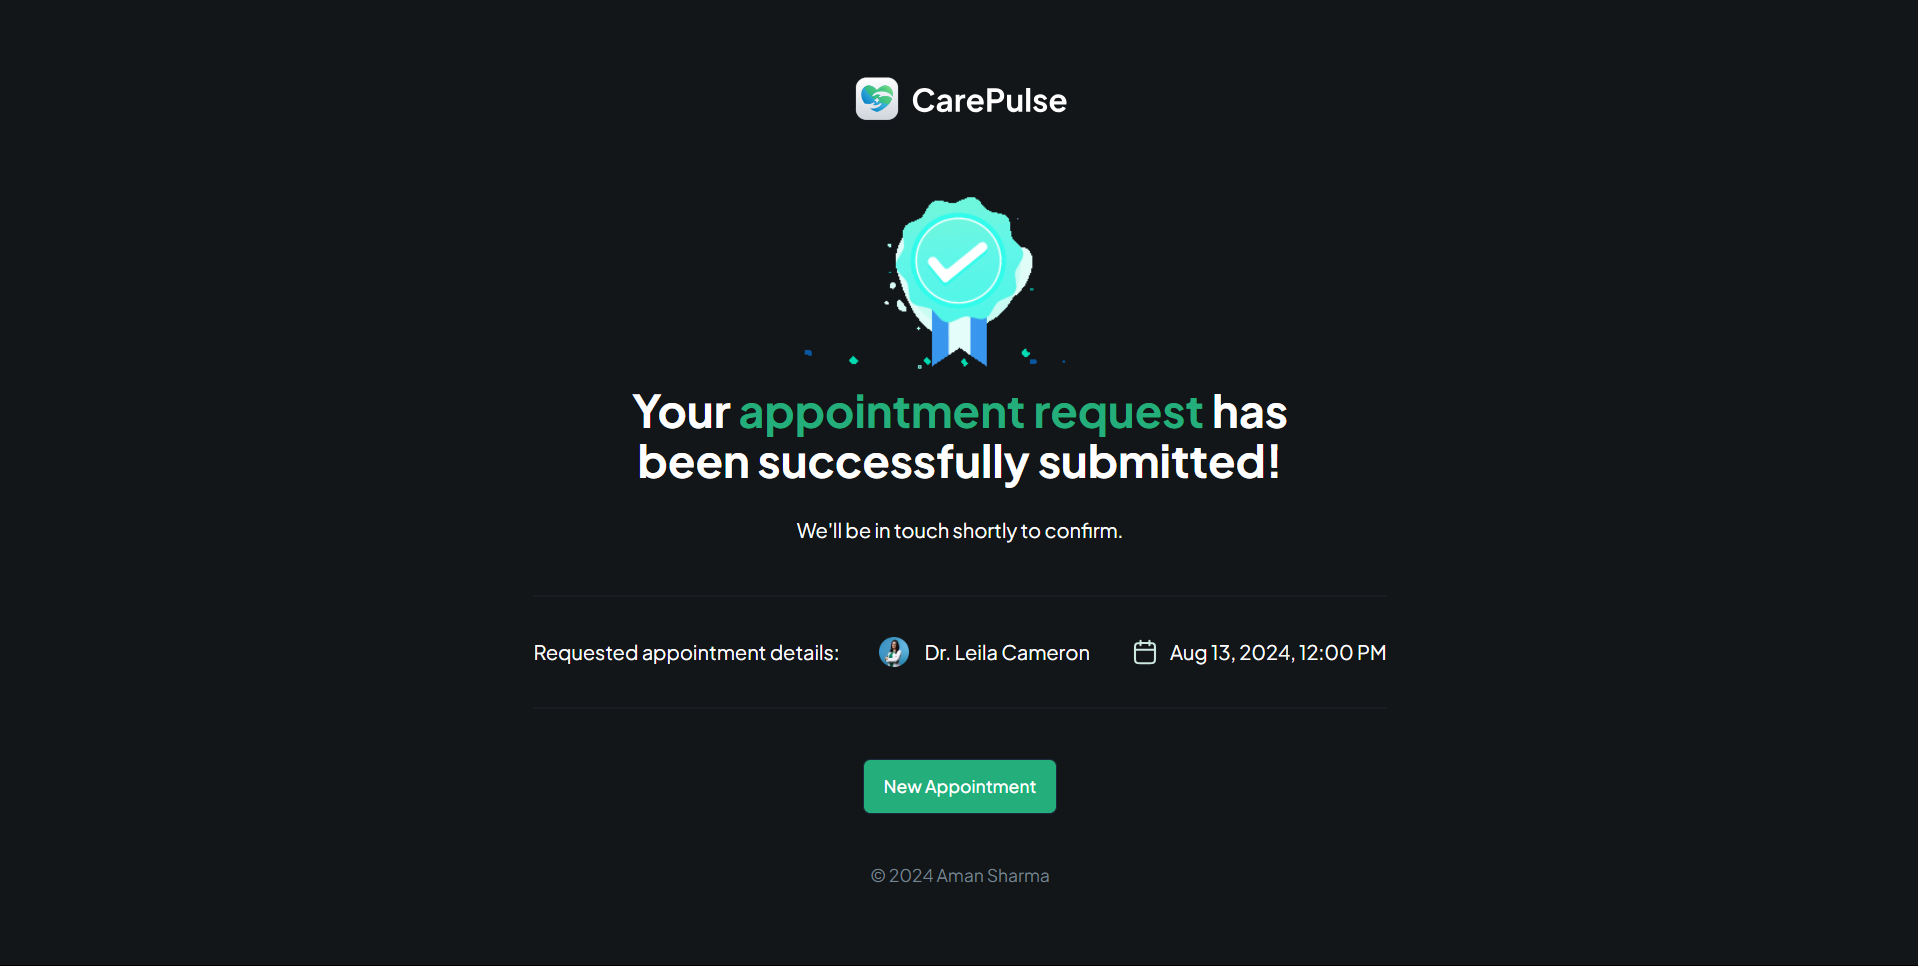 CarePulse
Your appointment request has
been successfully submitted!
We'll be in touch shortly to confirm.
Requested appointment details: Dr. Leila Cameron Aug 13, 2024, 12:00 PM
New Appointment
© 2024 Aman Sharma